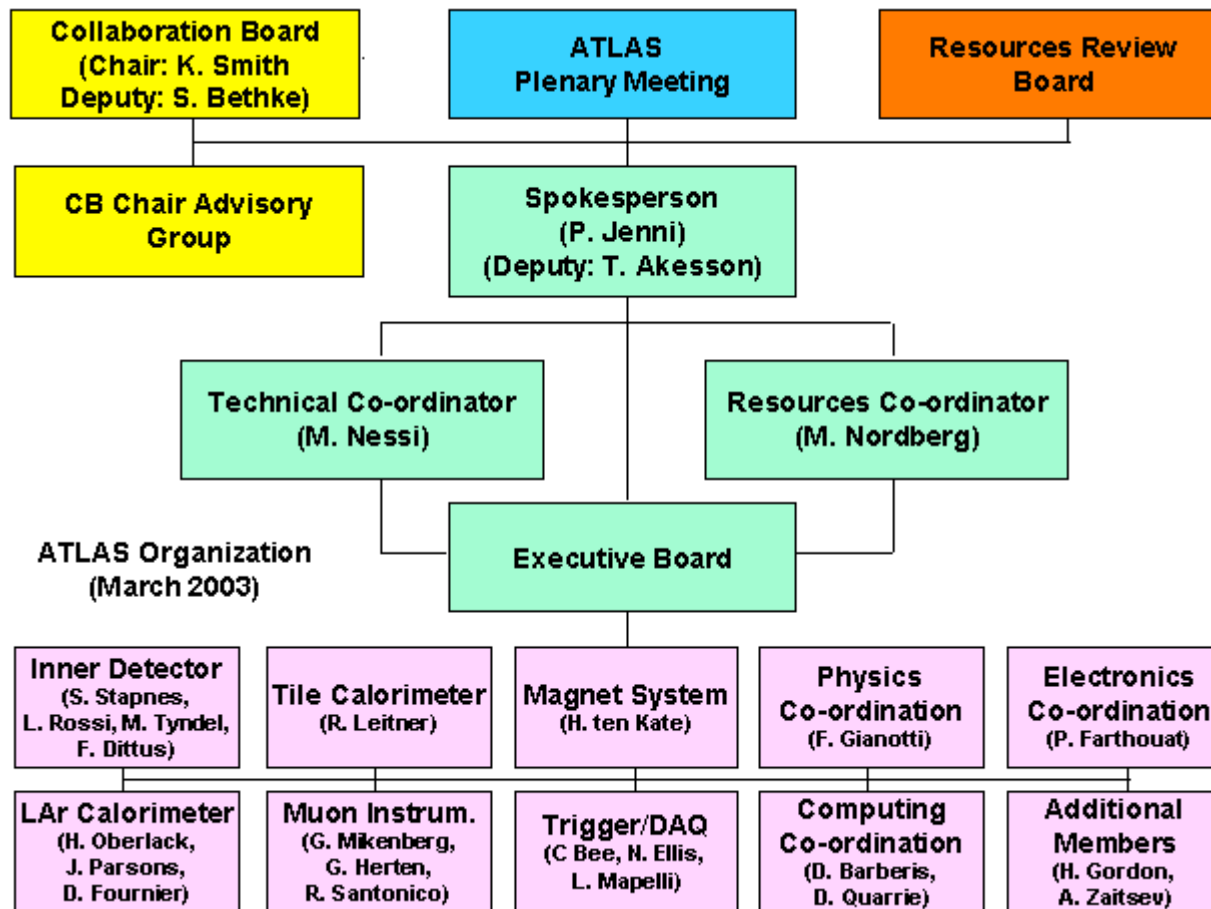 Collaboration Board
(Chair: K. Smith
Deputy: S. Bethke)
ATLAS
Plenary Meeting
Resources Review
Board
CB Chair Advisory
Group
Spokesperson
(P. Jenni)
(Deputy: T. Akesson)
Technical Co-ordinator
(M. Nessi)
Resources Co-ordinator
(M. Nordberg)
ATLAS Organization
(March 2003)
Executive Board
Inner Detector
(S. Stapnes,
L. Rossi, M. Tyndel,
F. Dittus)
Tile Calorimeter
(R. Leitner)
Magnet System
(H. ten Kate)
Physics
Co-ordination
(F. Gianotti)
Electronics
Co-ordination
(P. Farthouat)
LAr Calorimeter
(H. Oberlack,
J. Parsons,
D. Fournier)
Muon Instrum.
(G. Mikenberg,
G. Herten,
R. Santonico)
Trigger/DAQ
(C Bee, N. Ellis,
L. Mapelli)
Computing
Co-ordination
(D. Barberis,
D. Quarrie)
Additional
Members
(H. Gordon,
A. Zaitsev)